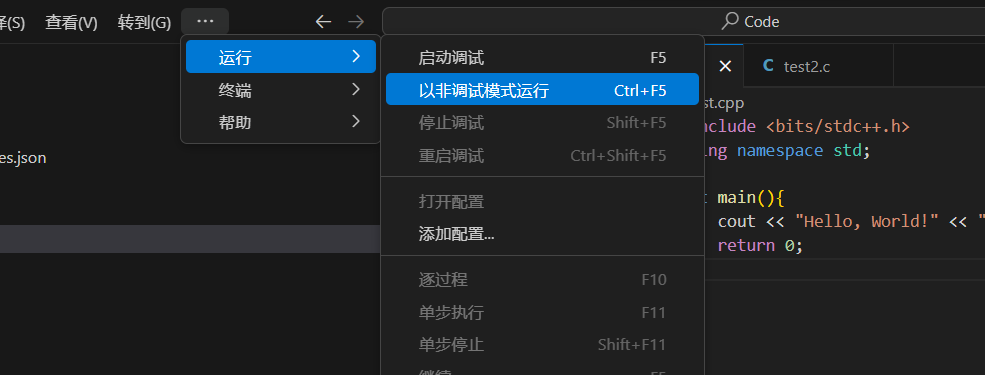 (S) 查看(V) 转到(G) ··· Code
运行
终端
帮助
启动调试 F5
以非调试模式运行 Ctrl+F5
停止调试 Shift+F5
重启调试 Ctrl+Shift+F5
打开配置
添加配置...
逐过程 F10
单步执行 F11
单步停止 Shift+F11
es.json
C test2.c
st.cpp
nclude <bits/stdc++.h>
ng namespace std;
main(){
cout << "Hello, World!" << "
return 0;